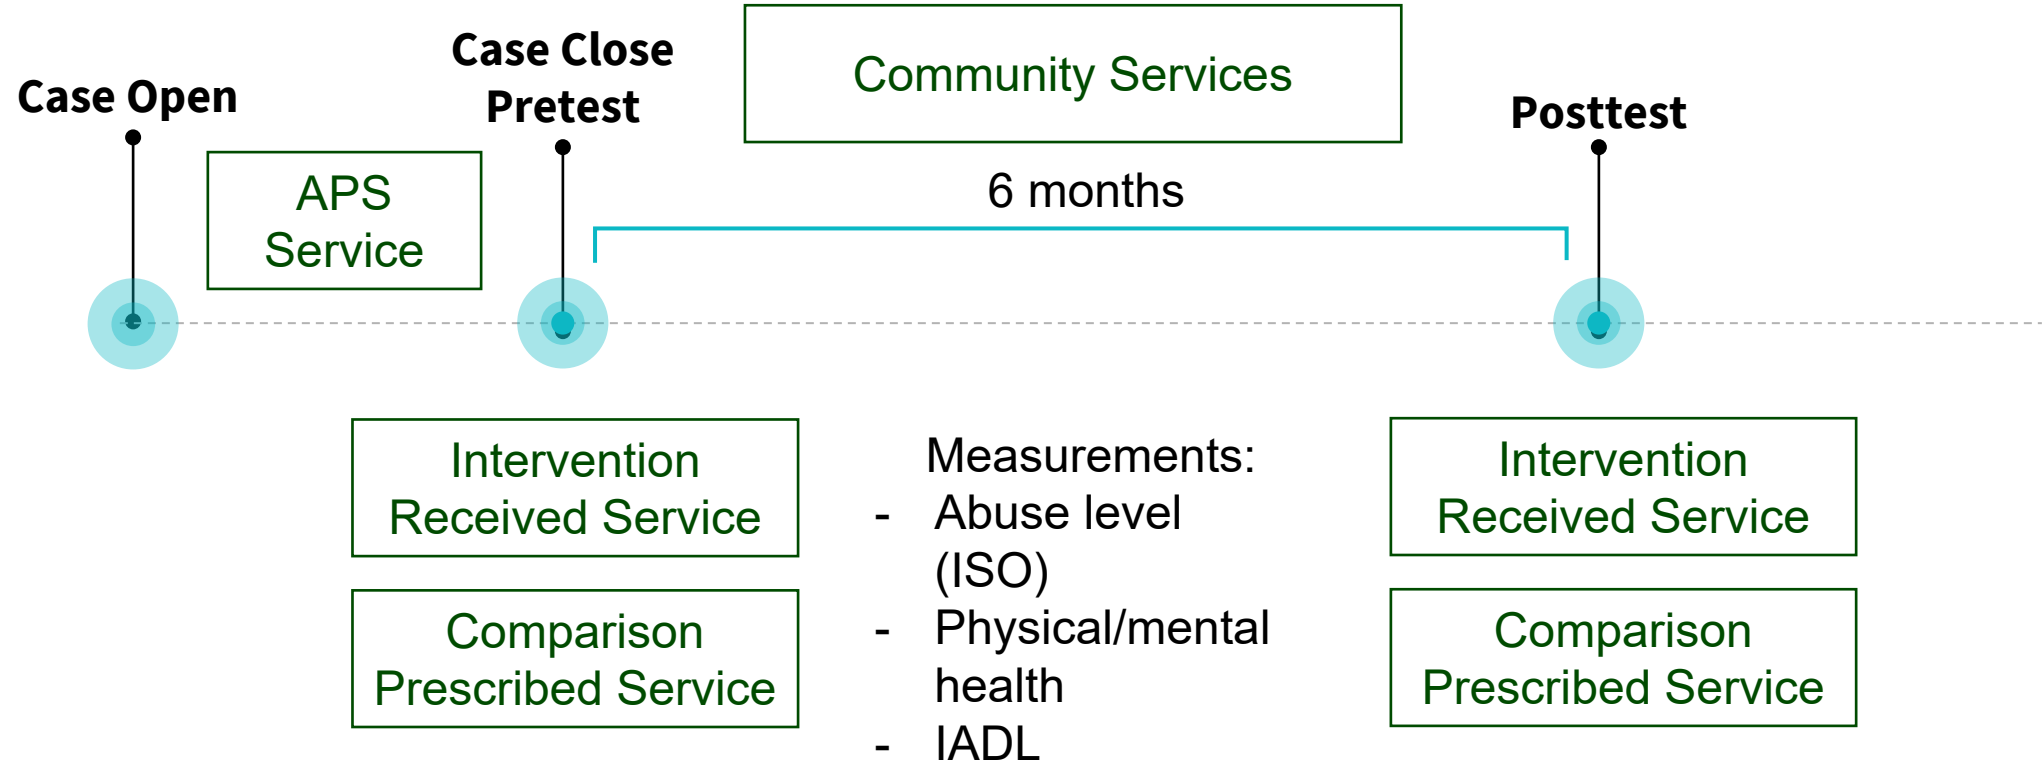 Case Open
APS
Service
Case Close
Pretest
Community Services
6 months
Posttest
Intervention
Received Service
Comparison
Prescribed Service
Measurements:
- Abuse level
(ISO)
- Physical/mental
health
- IADL
Intervention
Received Service
Comparison
Prescribed Service